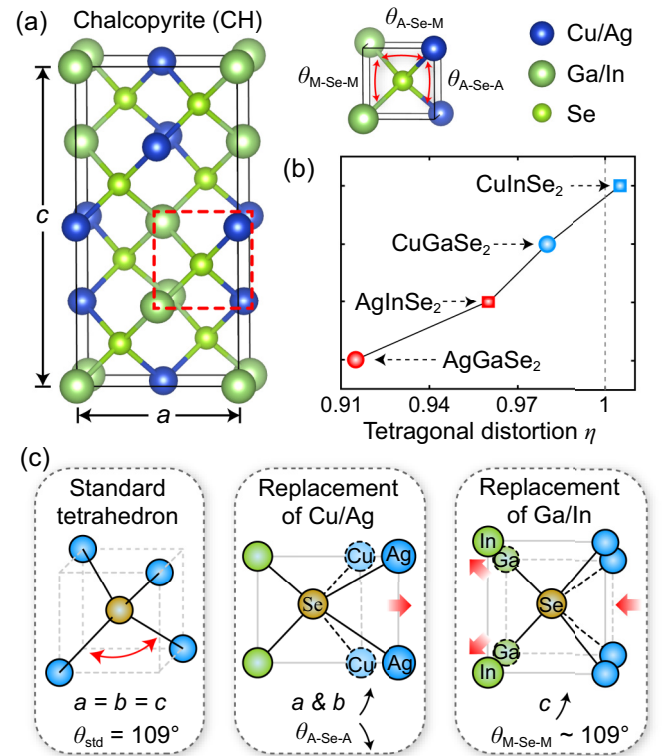 (a) Chalcopyrite (CH)
c
a
θA-Se-M
θM-Se-M
θA-Se-A
Cu/Ag
Ga/In
Se
(b)
CuInSe₂
CuGaSe₂
AgInSe₂
AgGaSe₂
0.91 0.94 0.97 1
Tetragonal distortion η
(c)
Standard
tetrahedron
a = b = c
θstd = 109°
Replacement
of Cu/Ag
Cu Ag
Se
Cu Ag
a & b
θA-Se-A
Replacement
of Ga/In
In
Ga
Se
Ga
In
c
θM-Se-M ~ 109°